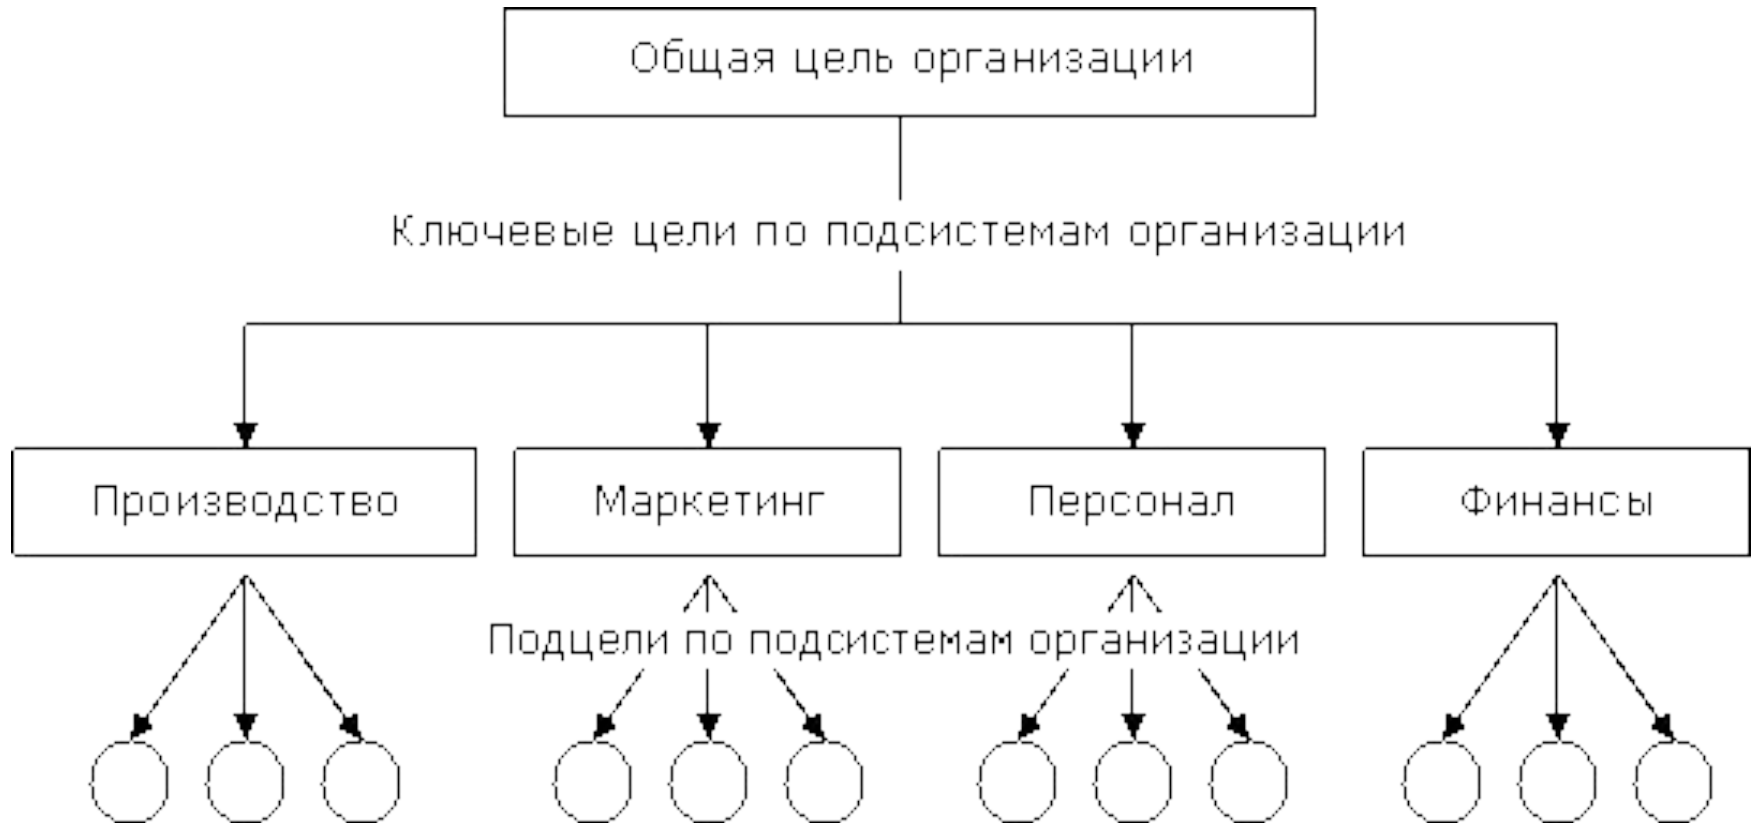 Общая цель организации
Ключевые цели по подсистемам организации
Производство
Маркетинг
Персонал
Финансы
Подцели по подсистемам организации